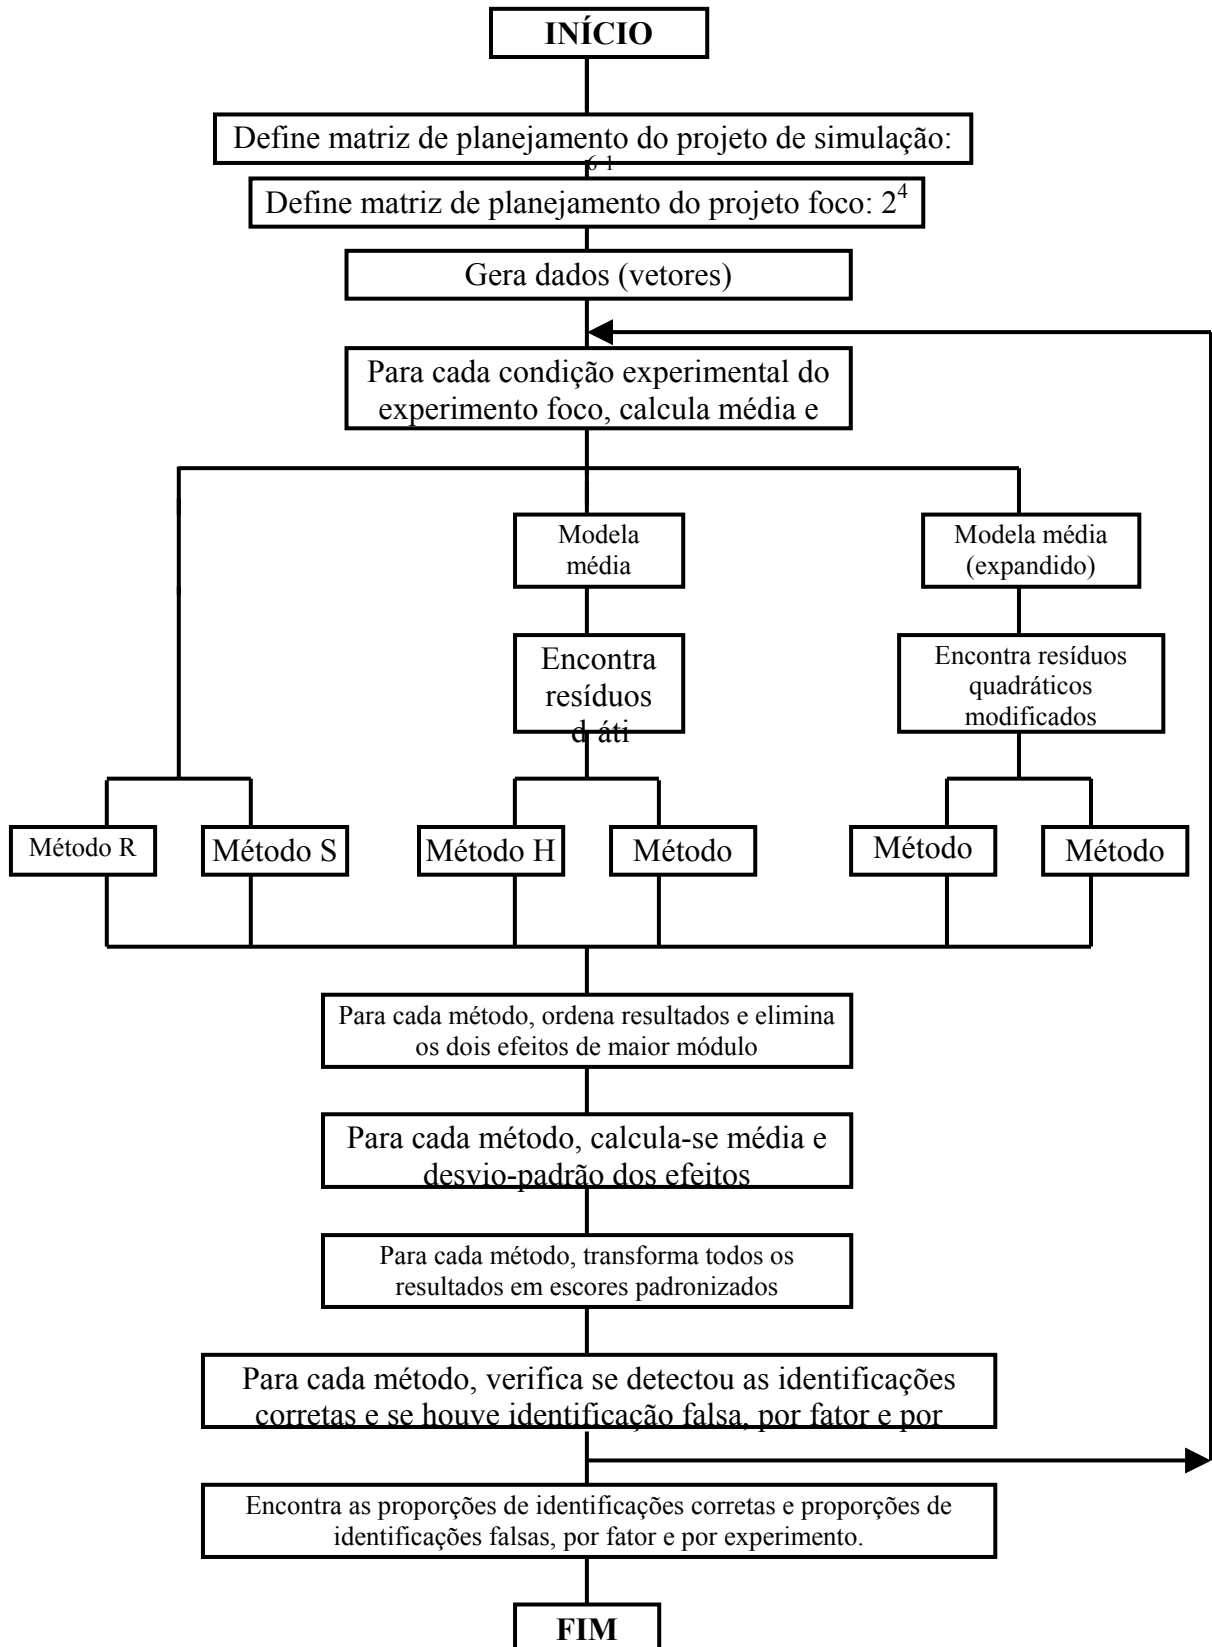 INÍCIO
Define matriz de planejamento do projeto de simulação:
6-1
Define matriz de planejamento do projeto foco: 2^4
Gera dados (vetores)
Para cada condição experimental do
experimento foco, calcula média e
Modela
média
Modela média
(expandido)
Encontra
resíduos
Encontra resíduos
quadráticos
modificados
Método R
Método S
Método H
Método
Método
Método
Para cada método, ordena resultados e elimina
os dois efeitos de maior módulo
Para cada método, calcula-se média e
desvio-padrão dos efeitos
Para cada método, transforma todos os
resultados em escores padronizados
Para cada método, verifica se detectou as identificações
corretas e se houve identificação falsa, por fator e por
Encontra as proporções de identificações corretas e proporções de
identificações falsas, por fator e por experimento.
FIM